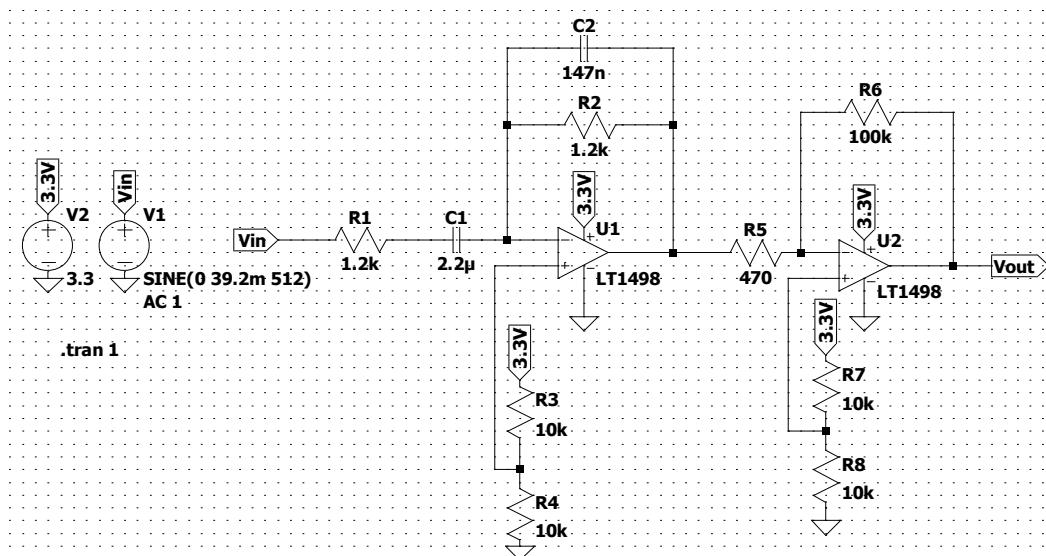 C2
147n
R2
1.2k
R6
100k
3.3V
Vin
V2
V1
3.3
SINE(0 39.2m 512)
AC 1
.tran 1
Vin
R1
1.2k
C1
2.2µ
3.3V
U1
LT1498
R5
470
3.3V
U2
LT1498
Vout
3.3V
R3
10k
R4
10k
3.3V
R7
10k
R8
10k